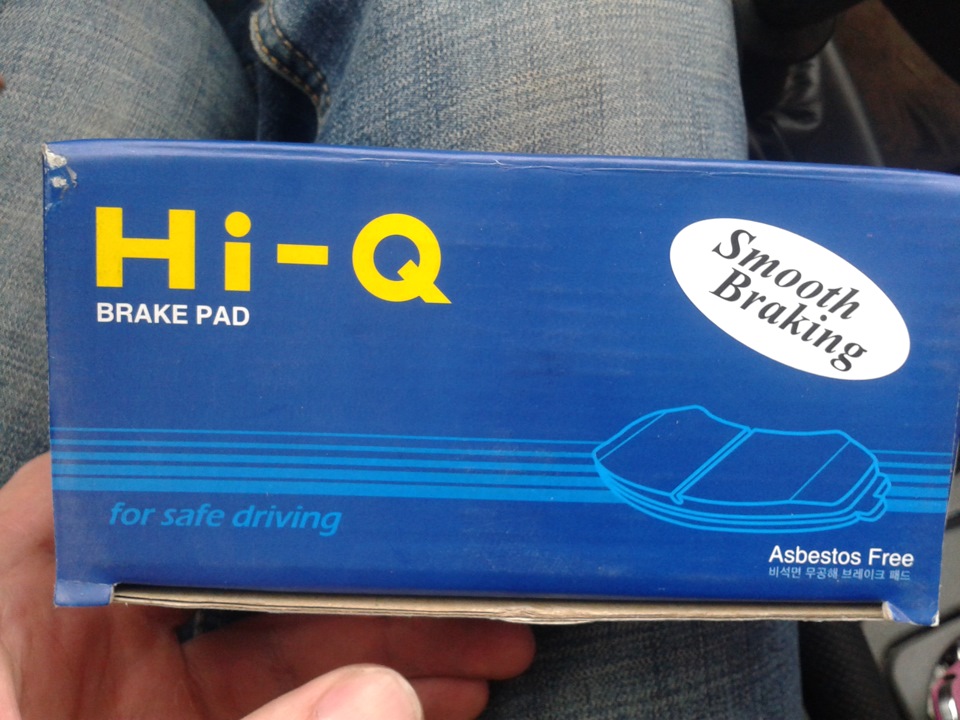 Hi-Q
BRAKE PAD
Smooth
Braking
for safe driving
Asbestos Free
비석면 무공해 브레이크 패드